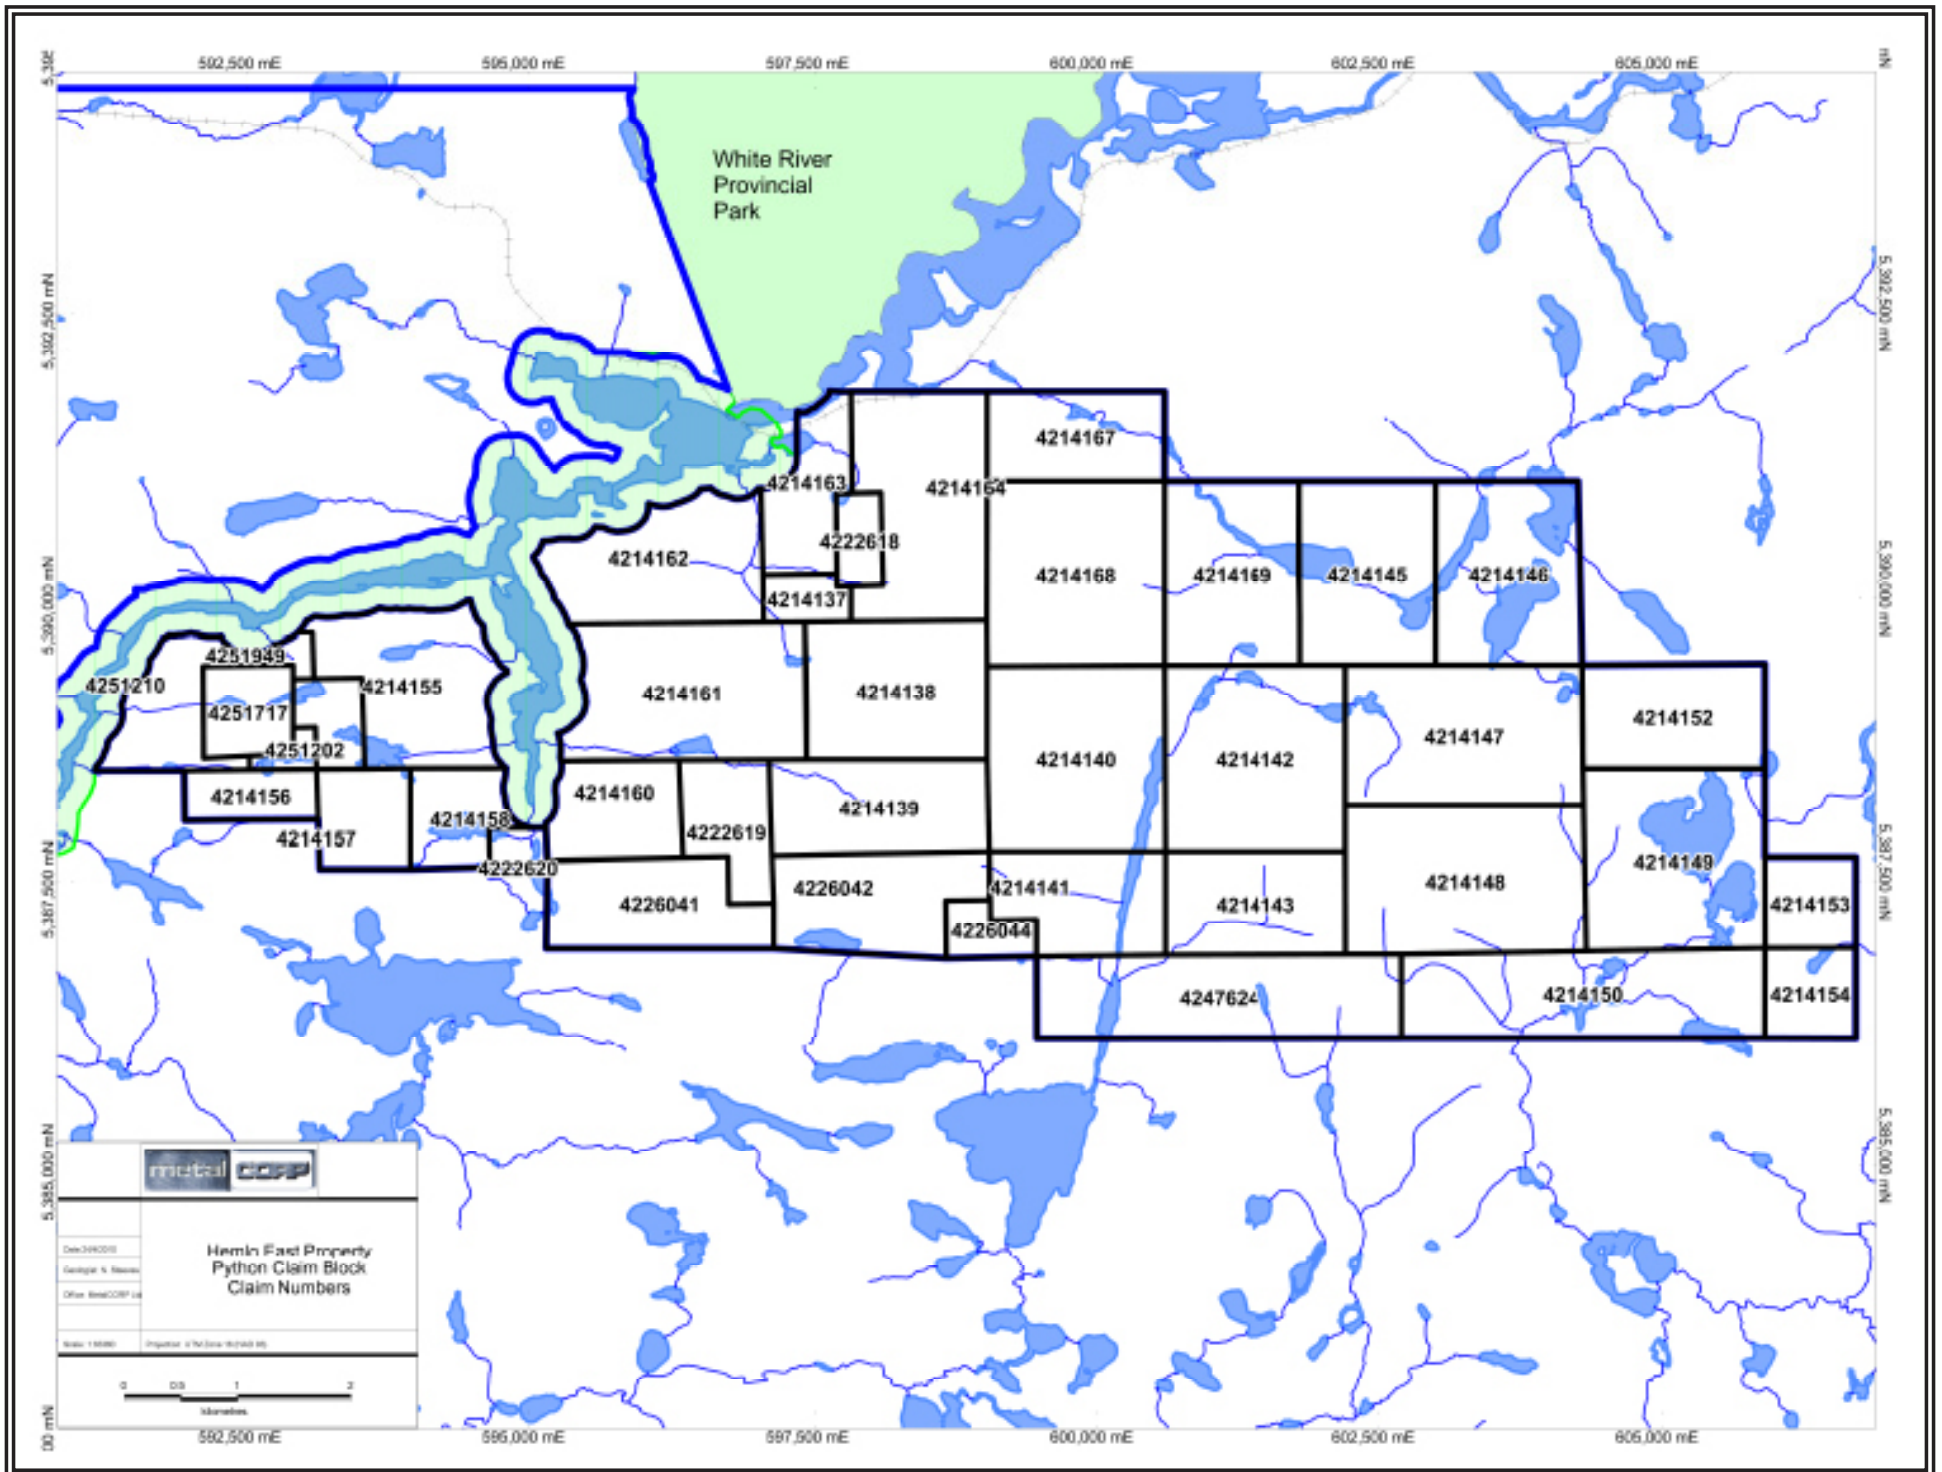 592,500 mE
595,000 mE
597,500 mE
600,000 mE
602,500 mE
605,000 mE
mN
White River
Provincial
Park
5,392,500 mN
5,392,500 mN
4214167
4214163
4214164
4222618
4214162
4214168
4214169
4214145
4214146
4214137
5,390,000 mN
5,390,000 mN
4251949
4251210
4214155
4214161
4214138
4251717
4214152
4251202
4214147
4214140
4214142
4214156
4214160
4214139
4214158
4214157
4222619
4222620
4214149
4226042
4214141
4214148
4226041
4214143
4214153
4226044
5,387,500 mN
5,387,500 mN
4247624
4214150
4214154
5,385,000 mN
5,385,000 mN
metal CORP
Hemlo East Property
Python Claim Block
Claim Numbers
0 0.5 1 2
kilometres
00 mN
592,500 mE
595,000 mE
597,500 mE
600,000 mE
602,500 mE
605,000 mE